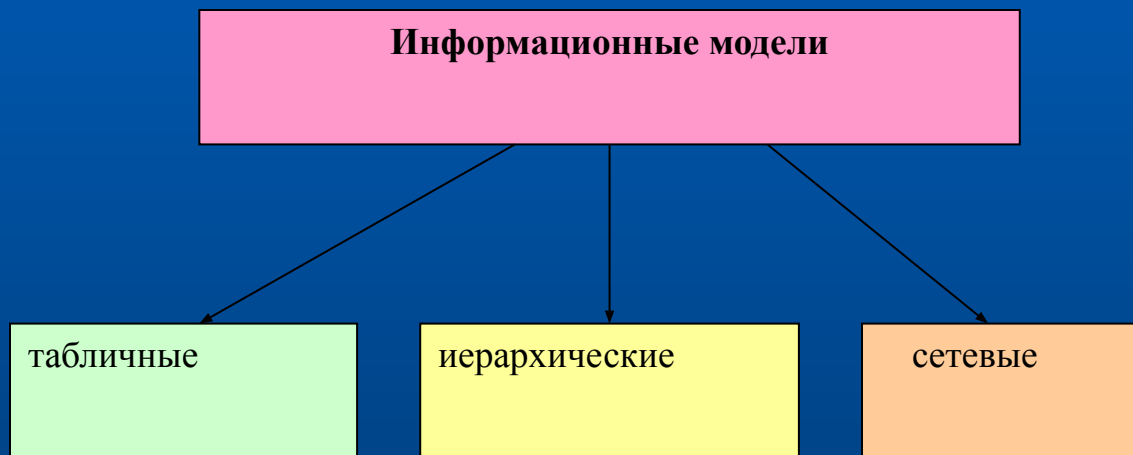 Информационные модели
табличные
иерархические
сетевые